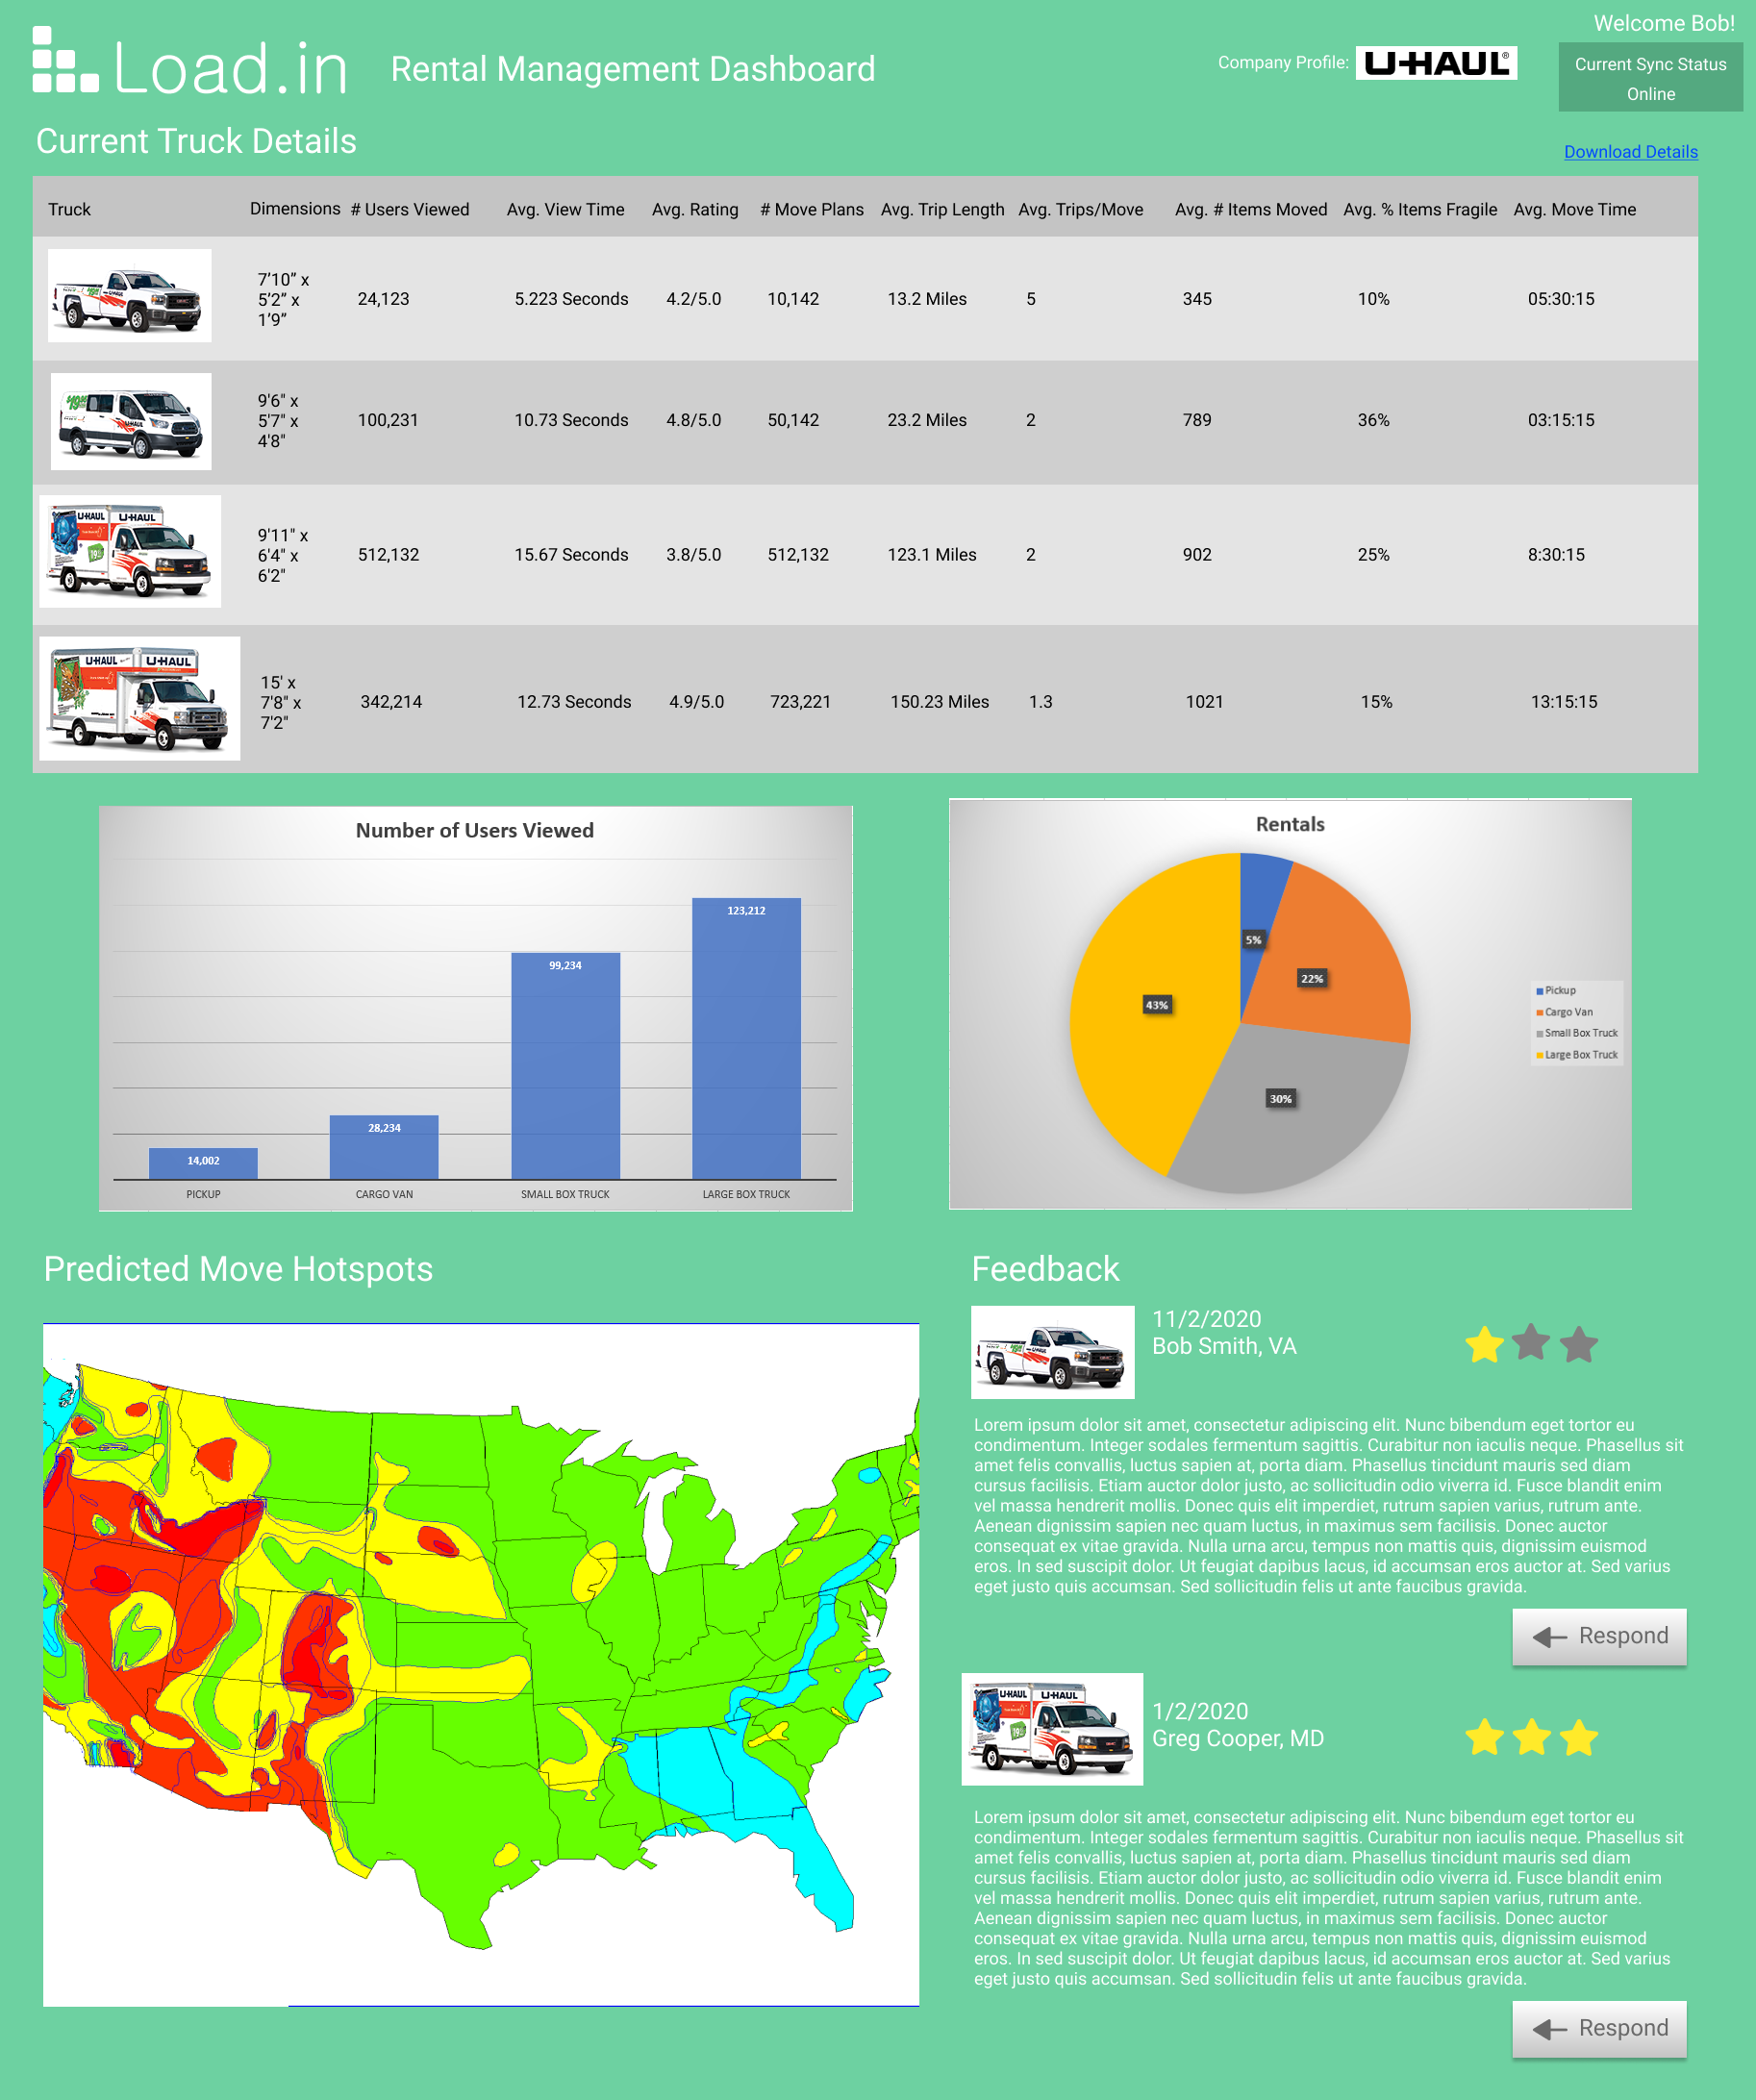 Load.in
Rental Management Dashboard
Company Profile:
U-HAUL®
Welcome Bob!
Current Sync Status
Online
Current Truck Details
Download Details
Truck Dimensions # Users Viewed Avg. View Time Avg. Rating # Move Plans Avg. Trip Length Avg. Trips/Move Avg. # Items Moved Avg. % Items Fragile Avg. Move Time
7’10” x
5’2” x
1’9”
24,123 5.223 Seconds 4.2/5.0 10,142 13.2 Miles 5 345 10% 05:30:15
9'6" x
5'7" x
4'8"
100,231 10.73 Seconds 4.8/5.0 50,142 23.2 Miles 2 789 36% 03:15:15
U-HAUL U-HAUL
9'11" x
6'4" x
6'2"
512,132 15.67 Seconds 3.8/5.0 512,132 123.1 Miles 2 902 25% 8:30:15
U-HAUL U-HAUL
15' x
7'8" x
7'2"
342,214 12.73 Seconds 4.9/5.0 723,221 150.23 Miles 1.3 1021 15% 13:15:15
Number of Users Viewed
14,002
28,234
99,234
123,212
PICKUP CARGO VAN SMALL BOX TRUCK LARGE BOX TRUCK
Rentals
5%
22%
43%
30%
Pickup
Cargo Van
Small Box Truck
Large Box Truck
Predicted Move Hotspots
Feedback
11/2/2020
Bob Smith, VA
Lorem ipsum dolor sit amet, consectetur adipiscing elit. Nunc bibendum eget tortor eu
condimentum. Integer sodales fermentum sagittis. Curabitur non iaculis neque. Phasellus sit
amet felis convallis, luctus sapien at, porta diam. Phasellus tincidunt mauris sed diam
cursus facilisis. Etiam auctor dolor justo, ac sollicitudin odio viverra id. Fusce blandit enim
vel massa hendrerit mollis. Donec quis elit imperdiet, rutrum sapien varius, rutrum ante.
Aenean dignissim sapien nec quam luctus, in maximus sem facilisis. Donec auctor
consequat ex vitae gravida. Nulla urna arcu, tempus non mattis quis, dignissim euismod
eros. In sed suscipit dolor. Ut feugiat dapibus lacus, id accumsan eros auctor at. Sed varius
eget justo quis accumsan. Sed sollicitudin felis ut ante faucibus gravida.
Respond
U-HAUL U-HAUL
1/2/2020
Greg Cooper, MD
Lorem ipsum dolor sit amet, consectetur adipiscing elit. Nunc bibendum eget tortor eu
condimentum. Integer sodales fermentum sagittis. Curabitur non iaculis neque. Phasellus sit
amet felis convallis, luctus sapien at, porta diam. Phasellus tincidunt mauris sed diam
cursus facilisis. Etiam auctor dolor justo, ac sollicitudin odio viverra id. Fusce blandit enim
vel massa hendrerit mollis. Donec quis elit imperdiet, rutrum sapien varius, rutrum ante.
Aenean dignissim sapien nec quam luctus, in maximus sem facilisis. Donec auctor
consequat ex vitae gravida. Nulla urna arcu, tempus non mattis quis, dignissim euismod
eros. In sed suscipit dolor. Ut feugiat dapibus lacus, id accumsan eros auctor at. Sed varius
eget justo quis accumsan. Sed sollicitudin felis ut ante faucibus gravida.
Respond